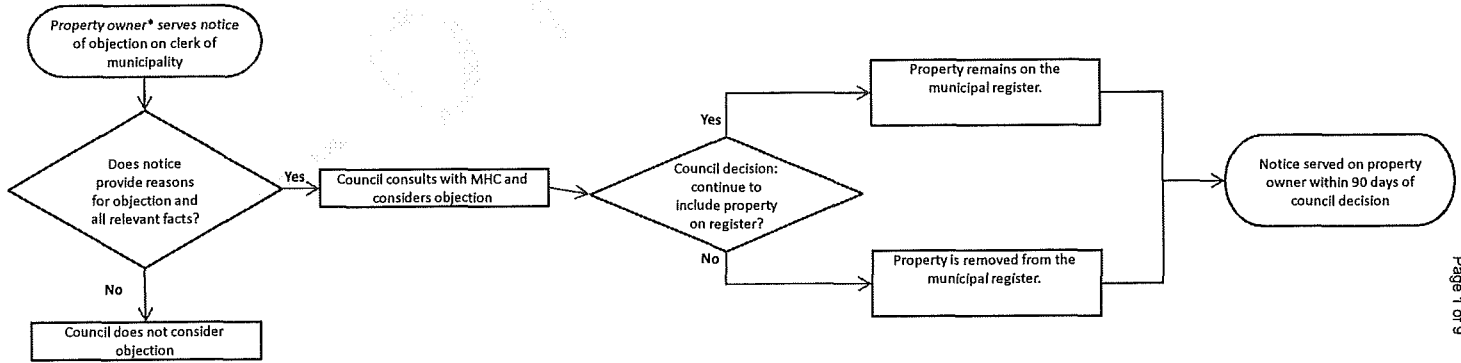 Property owner* serves notice
of objection on clerk of
municipality
Does notice
provide reasons
for objection and
all relevant facts?
Yes
No
Council does not consider
objection
Council consults with MHC and
considers objection
Council decision:
continue to
include property
on register?
Yes
No
Property remains on the
municipal register.
Property is removed from the
municipal register.
Notice served on property
owner within 90 days of
council decision
Page 1 of 9